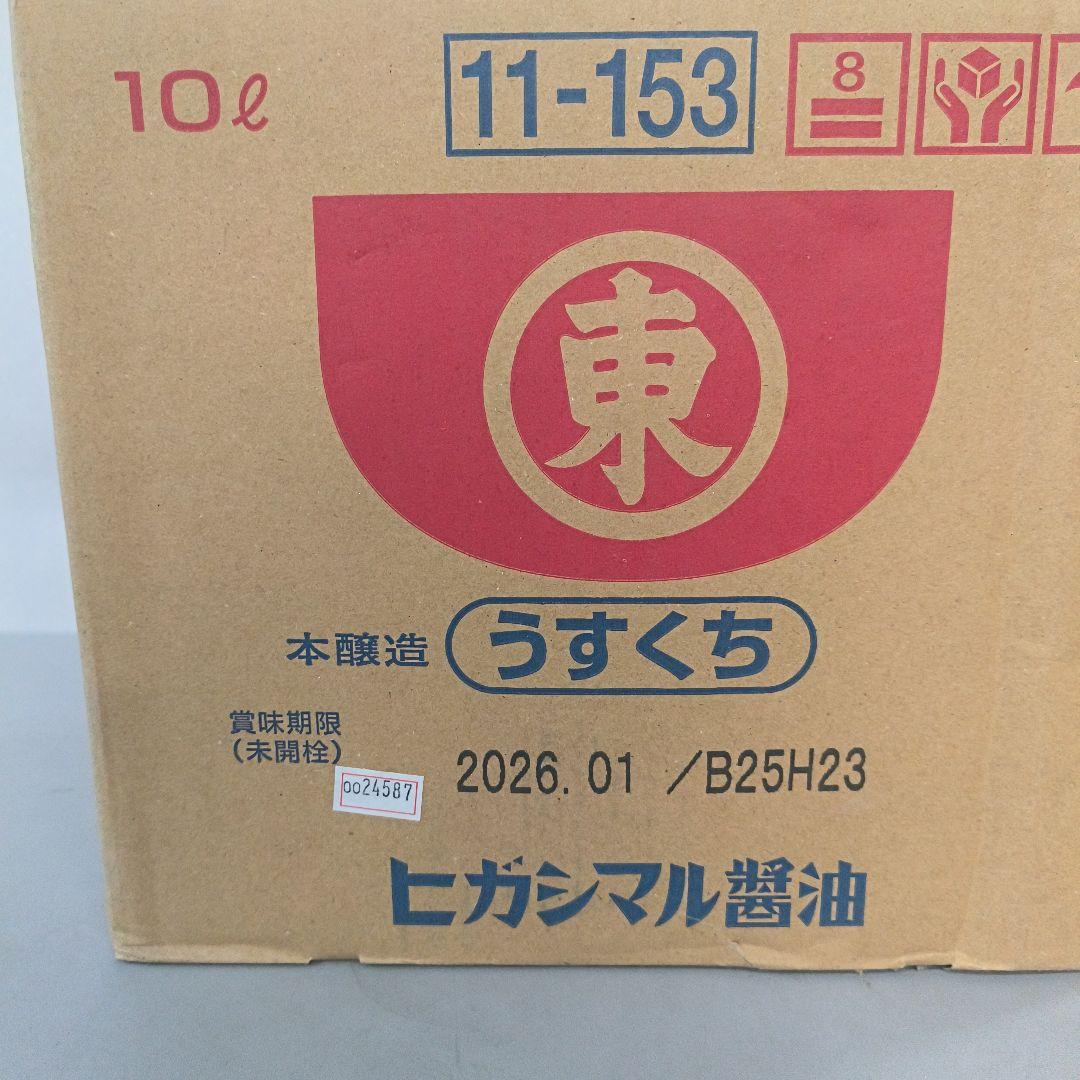 10ℓ
11-153
8
東
本醸造 うすくち
賞味期限
(未開栓)
2026.01 /B25H23
0024587
ヒガシマル醤油